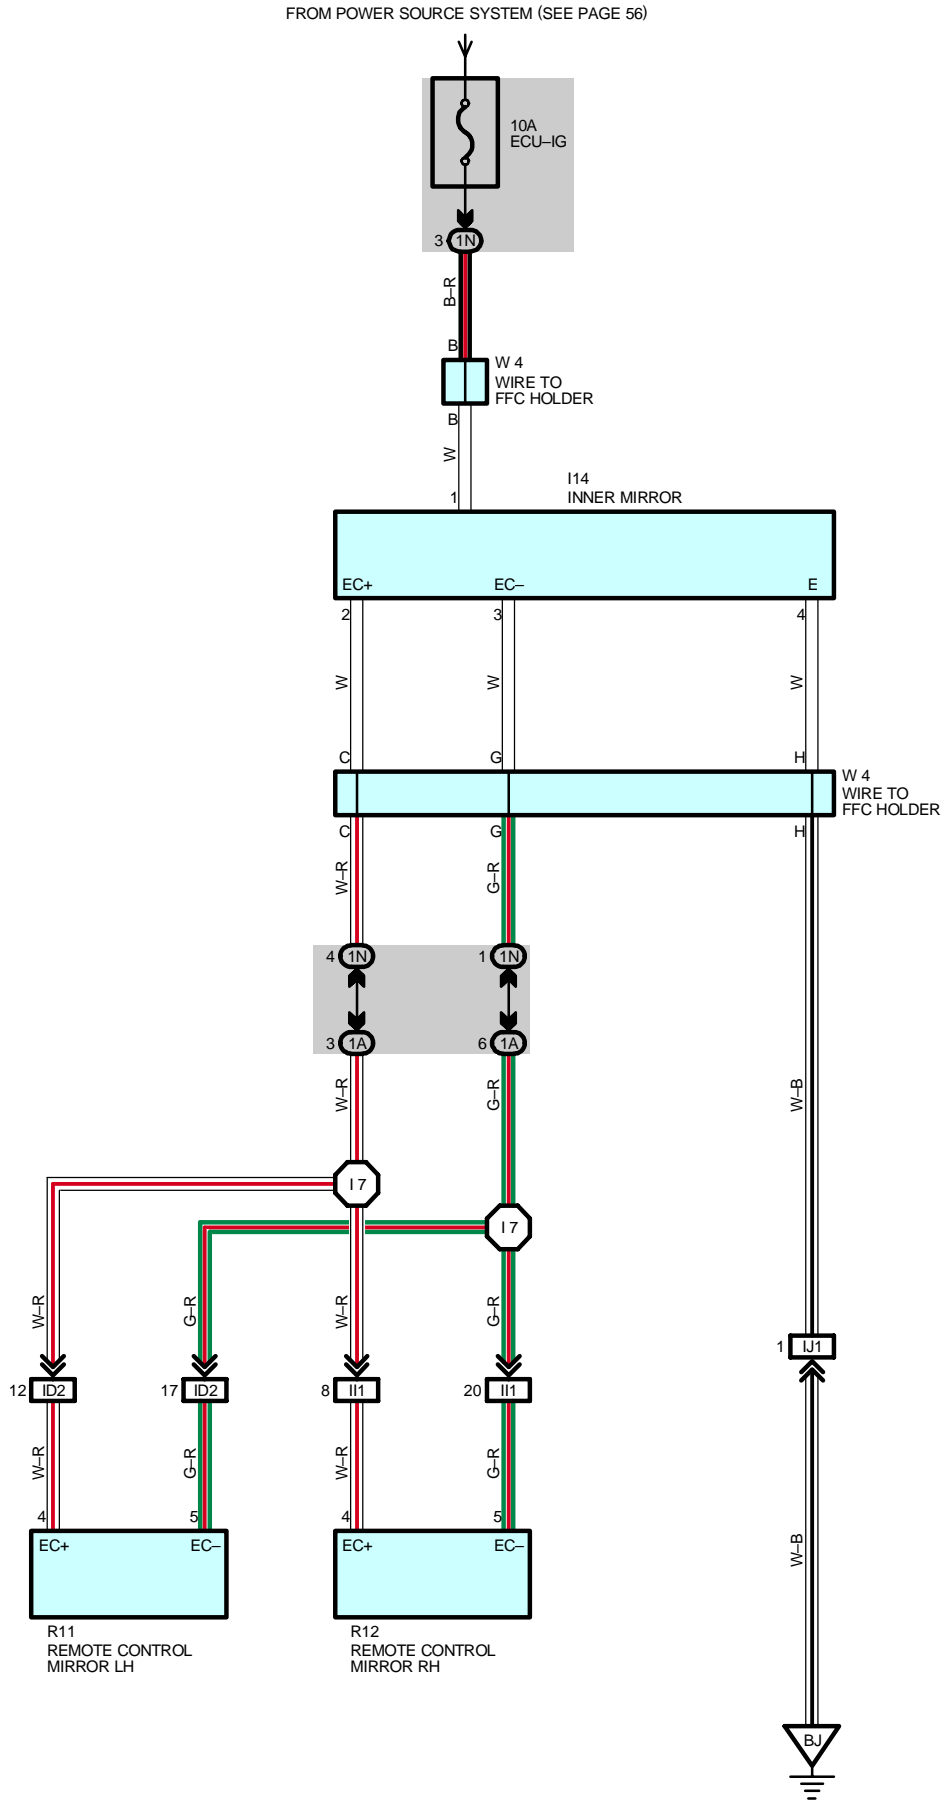 FROM POWER SOURCE SYSTEM (SEE PAGE 56)
10A
ECU–IG
3 1N
B–R
B
W 4
WIRE TO
FFC HOLDER
B
W
I14
1 INNER MIRROR
EC+ EC– E
2 3 4
W W W
C G H
W 4
WIRE TO
FFC HOLDER
C G H
W–R G–R
4 1N 1 1N
3 1A 6 1A
W–R G–R W–B
I 7
I 7
W–R G–R W–R G–R
1 IJ1
12 ID2 17 ID2 8 II1 20 II1
W–R G–R W–R G–R
4 5 4 5
EC+ EC– EC+ EC–
W–B
R11
REMOTE CONTROL
MIRROR LH
R12
REMOTE CONTROL
MIRROR RH
BJ